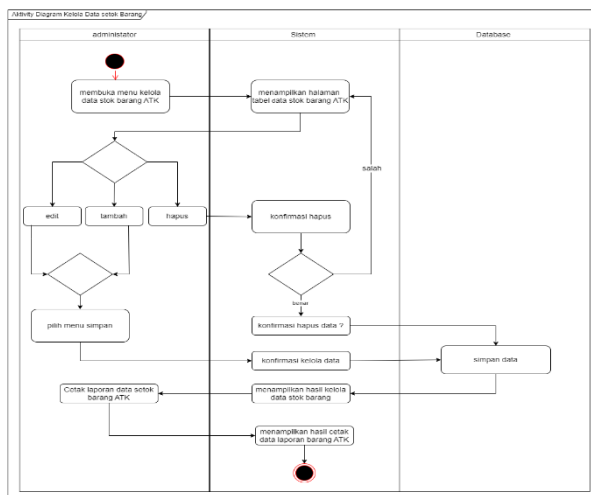 Aktivity Diagram Kelola Data setok Barang
administator
Sistem
Database
membuka menu kelola
data stok barang ATK
menampilkan halaman
tabel data stok barang ATK
salah
edit
tambah
hapus
konfirmasi hapus
benar
pilih menu simpan
konfirmasi hapus data ?
konfirmasi kelola data
simpan data
Cetak laporan data setok
barang ATK
menampilkan hasil kelola
data stok barang
menampilkan hasil cetak
data laporan barang ATK